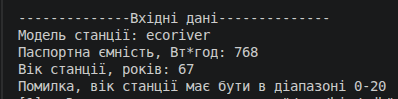 --------------Вхідні дані--------------
Модель станції: ecoriver
Паспортна ємність, Вт*год: 768
Вік станції, років: 67
Помилка, вік станції має бути в діапазоні 0-20